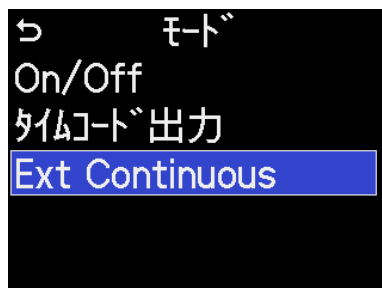 ⮌ ﾓｰﾄﾞ
On/Off
ﾀｲﾑｺｰﾄﾞ出力
Ext Continuous